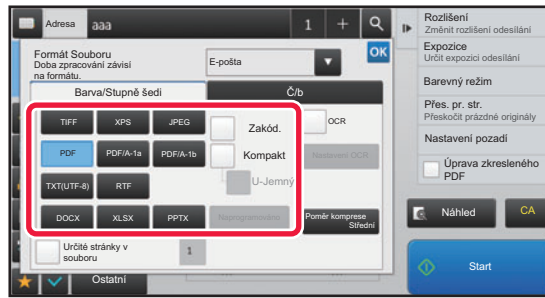 Adresa aaa 1 +
Formát Souboru
Doba zpracování závisí
na formátu.
E-pošta
OK
Barva/Stupně šedi
Č/b
TIFF XPS JPEG
Zakód.
OCR
PDF PDF/A-1a PDF/A-1b
Kompakt
Nastavení OCR
U-Jemný
TXT(UTF-8) RTF
DOCX XLSX PPTX
Neprogramováno
Poměr komprese
Střední
Určité stránky v
souboru
1
Ostatní
Rozlišení
Změnit rozlišení odesílání
Expozice
Určit expozici odesílání
Barevný režim
Přes. pr. str.
Přeskočit prázdné originály
Nastavení pozadí
Úprava zkresleného
PDF
Náhled
CA
Start